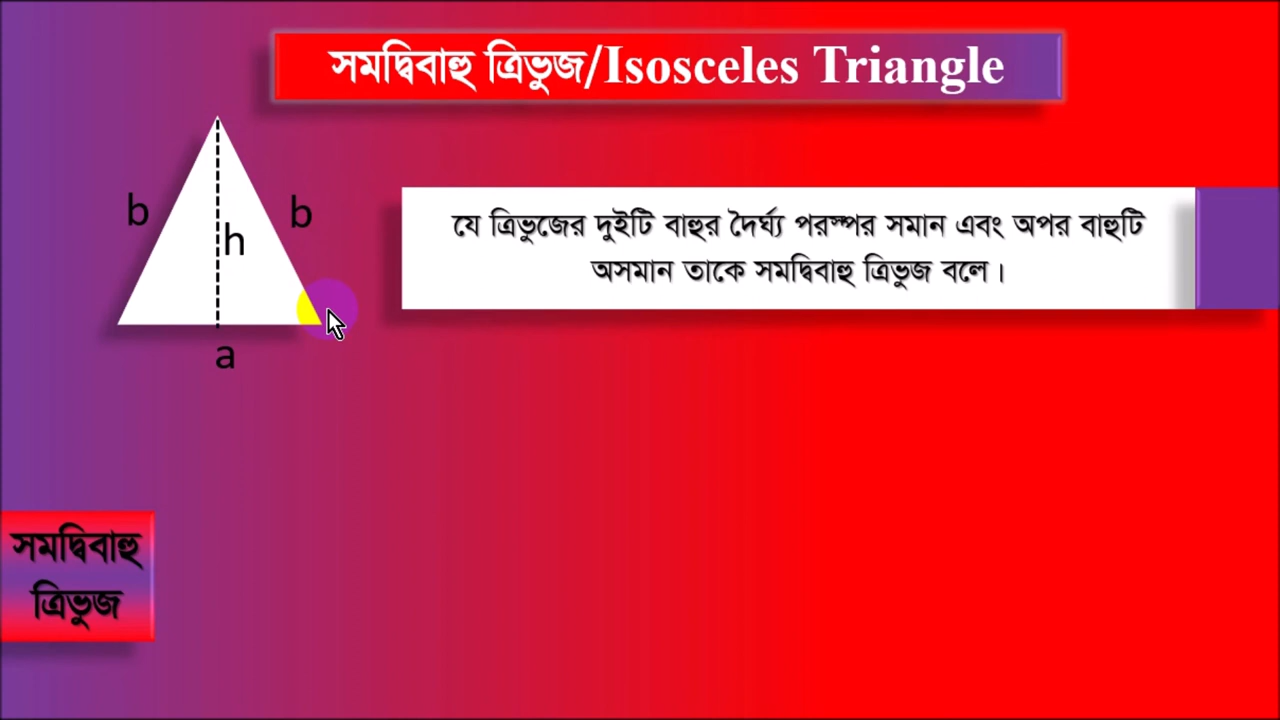 সমদ্বিবাহু ত্রিভুজ/Isosceles Triangle
b
b
h
a
যে ত্রিভুজের দুইটি বাহুর দৈর্ঘ্য পরস্পর সমান এবং অপর বাহুটি
অসমান তাকে সমদ্বিবাহু ত্রিভুজ বলে।
সমদ্বিবাহু
ত্রিভুজ